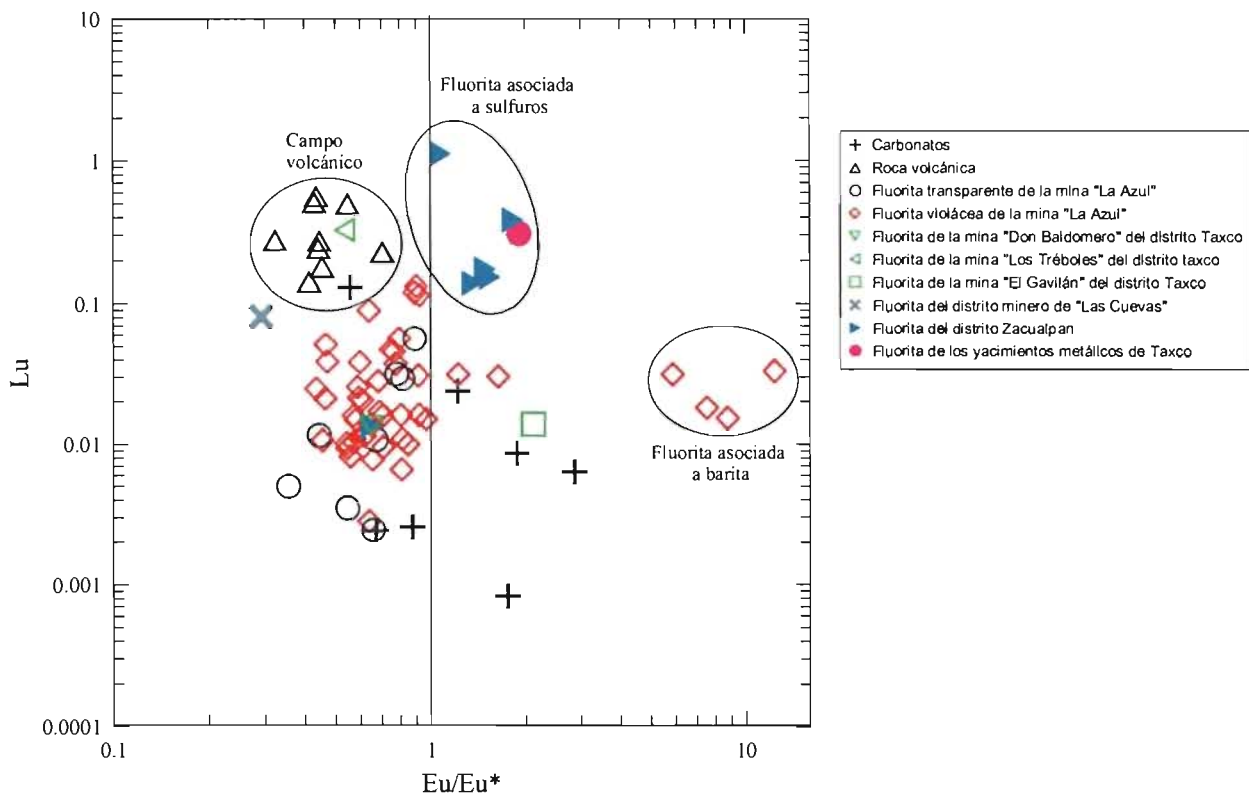 10
1
0.1
0.01
0.001
0.0001
Lu
0.1
1
10
Eu/Eu*
Campo
volcánico
Fluorita asociada
a sulfuros
Fluorita asociada
a barita
Carbonatos
Roca volcánica
Fluorita transparente de la mina "La Azul"
Fluorita violácea de la mina "La Azul"
Fluorita de la mina "Don Baldomero" del distrito Taxco
Fluorita de la mina "Los Tréboles" del distrito taxco
Fluorita de la mina "El Gavilán" del distrito Taxco
Fluorita del distrito minero de "Las Cuevas"
Fluorita del distrito Zacualpan
Fluorita de los yacimientos metálicos de Taxco